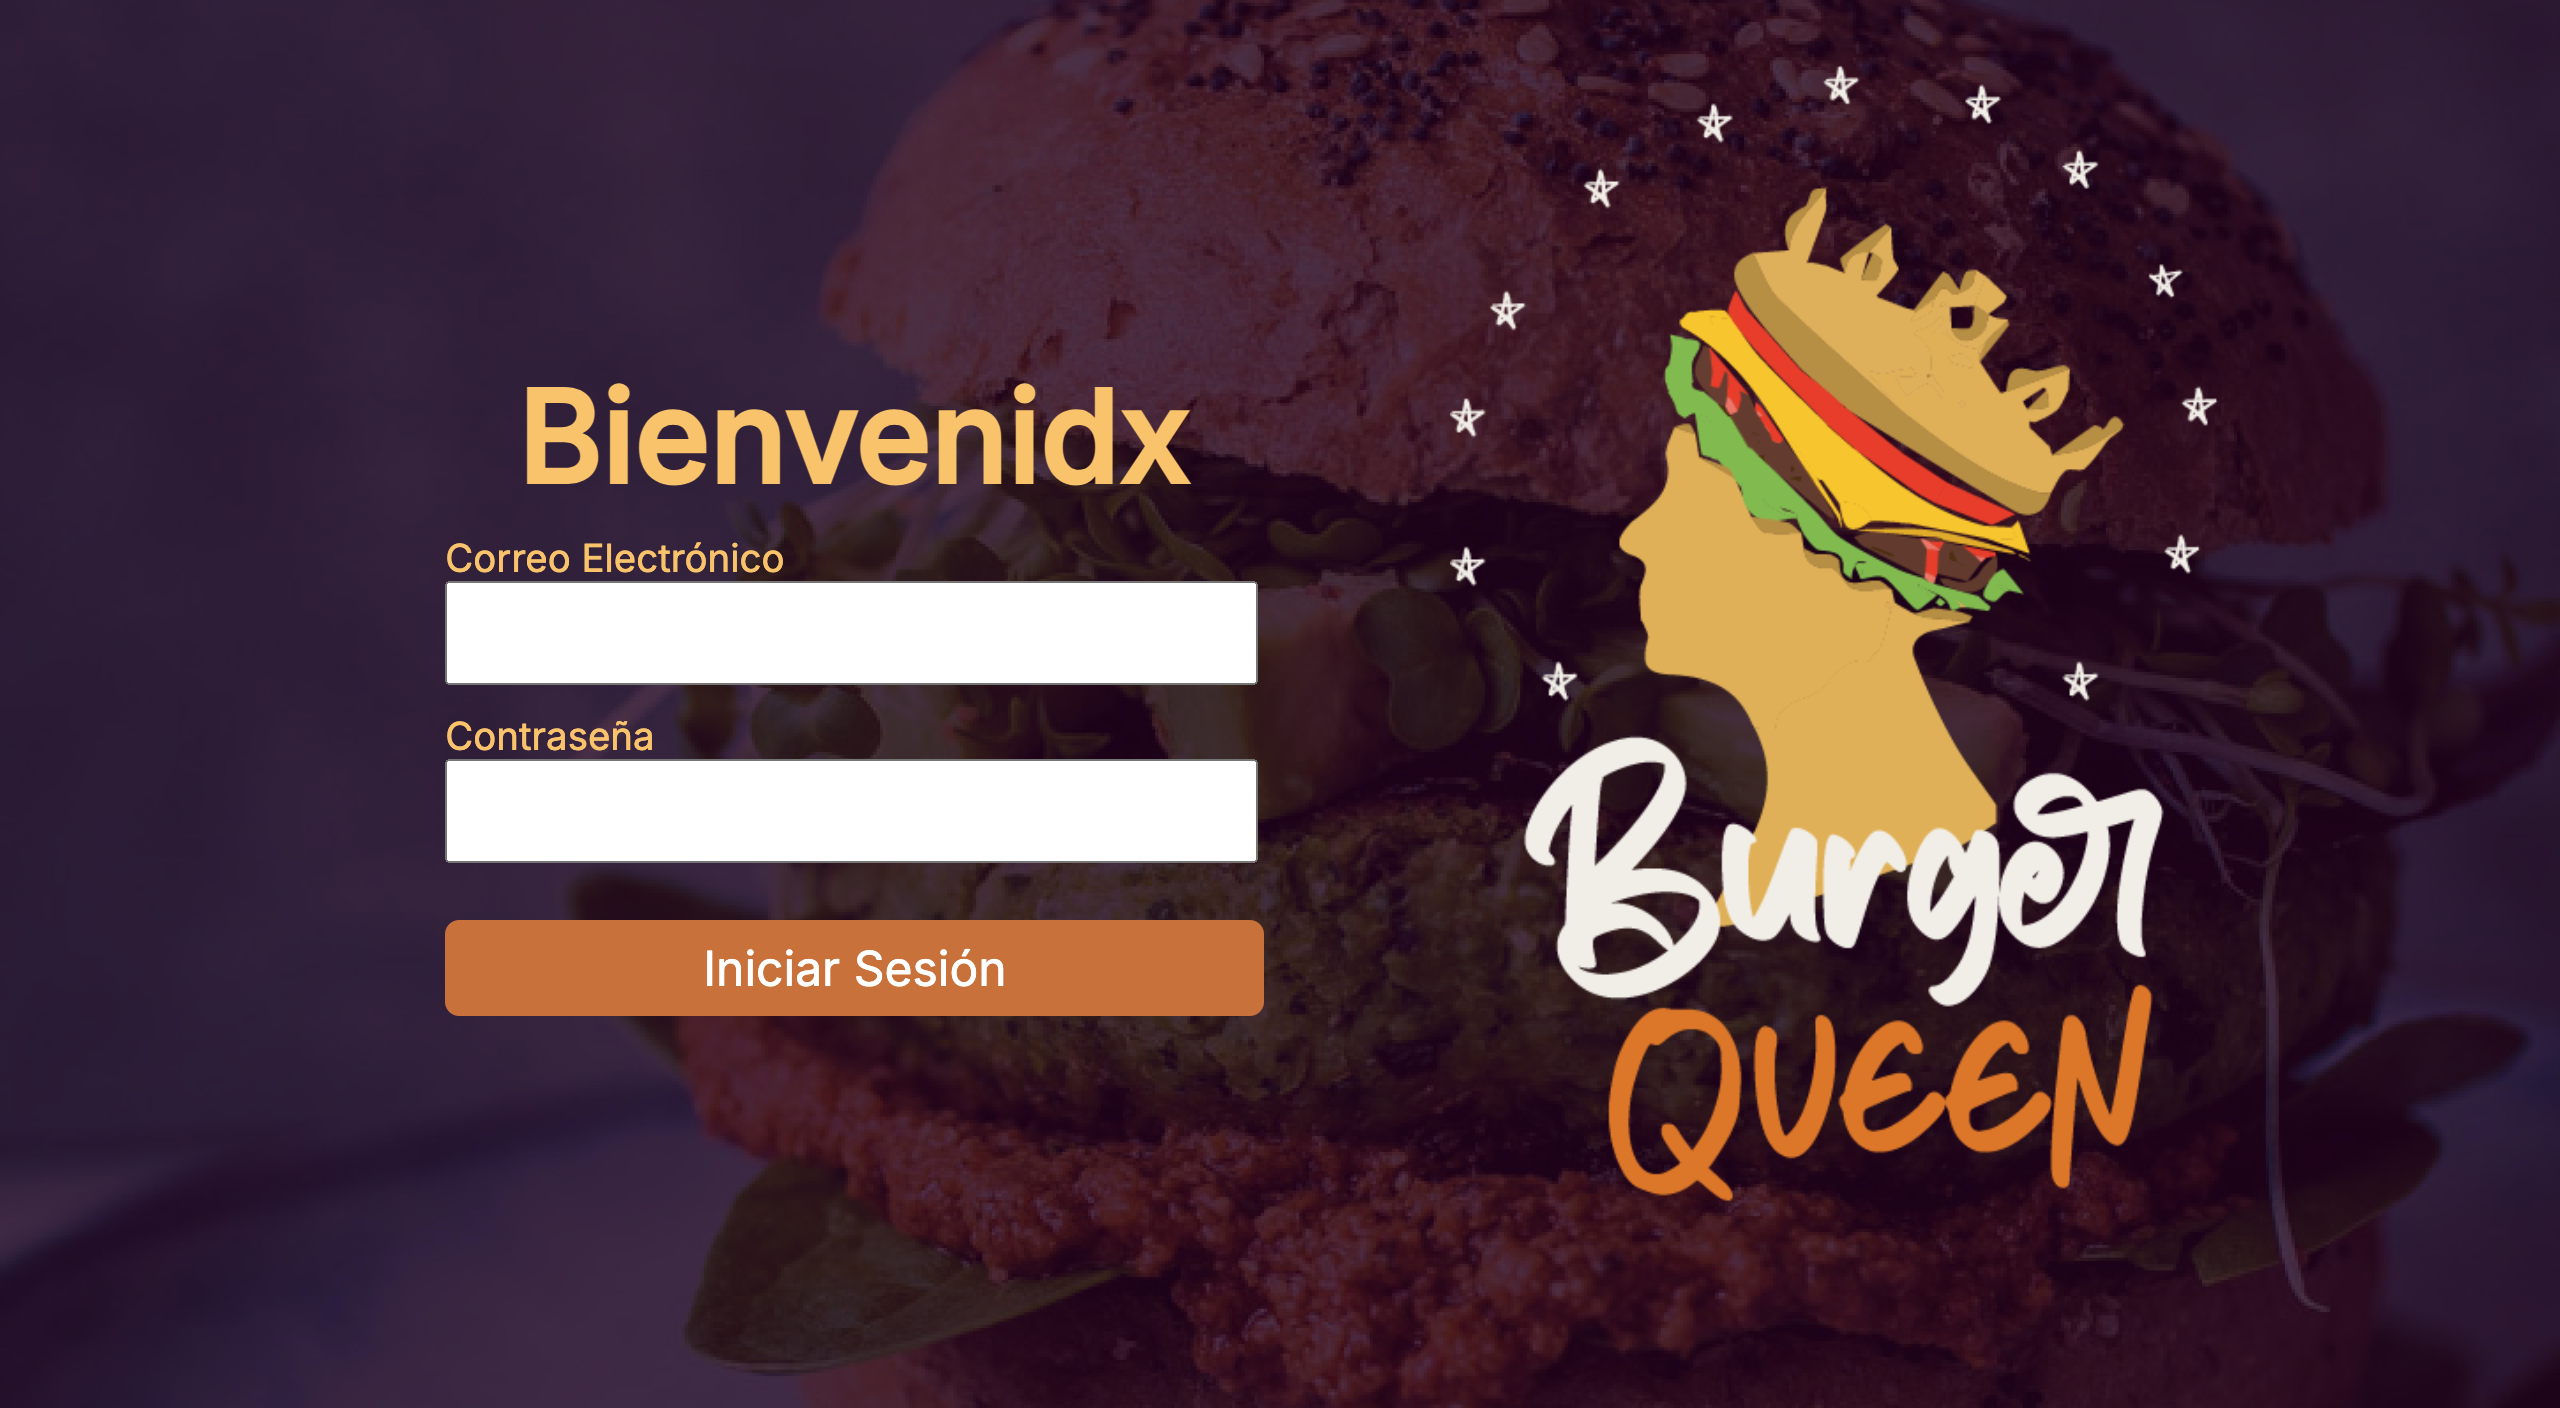 Bienvenidx
Correo Electrónico
Contraseña
Iniciar Sesión
Burger
QUEEN